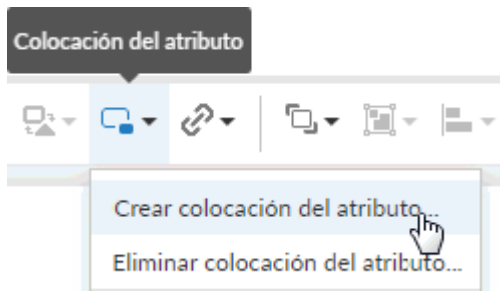 Colocación del atributo
Crear colocación del atributo...
Eliminar colocación del atributo...